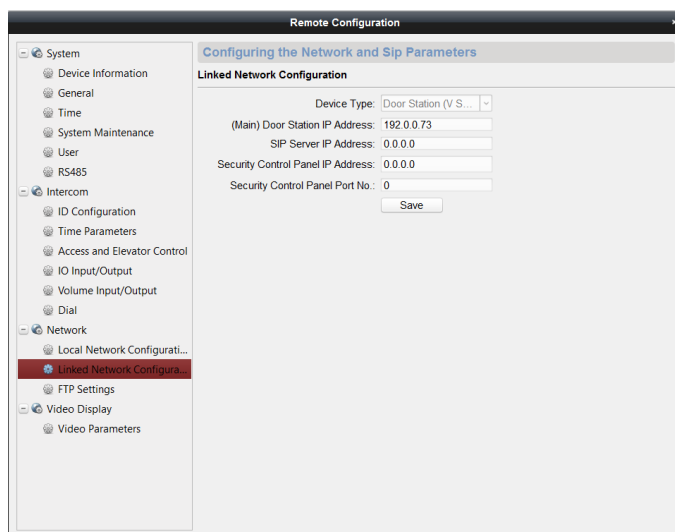 Remote Configuration
System
Device Information
General
Time
System Maintenance
User
RS485
Intercom
ID Configuration
Time Parameters
Access and Elevator Control
IO Input/Output
Volume Input/Output
Dial
Network
Local Network Configurati...
Linked Network Configura...
FTP Settings
Video Display
Video Parameters
Configuring the Network and Sip Parameters
Linked Network Configuration
Device Type: Door Station (V S...
(Main) Door Station IP Address: 192.0.0.73
SIP Server IP Address: 0.0.0.0
Security Control Panel IP Address: 0.0.0.0
Security Control Panel Port No.: 0
Save